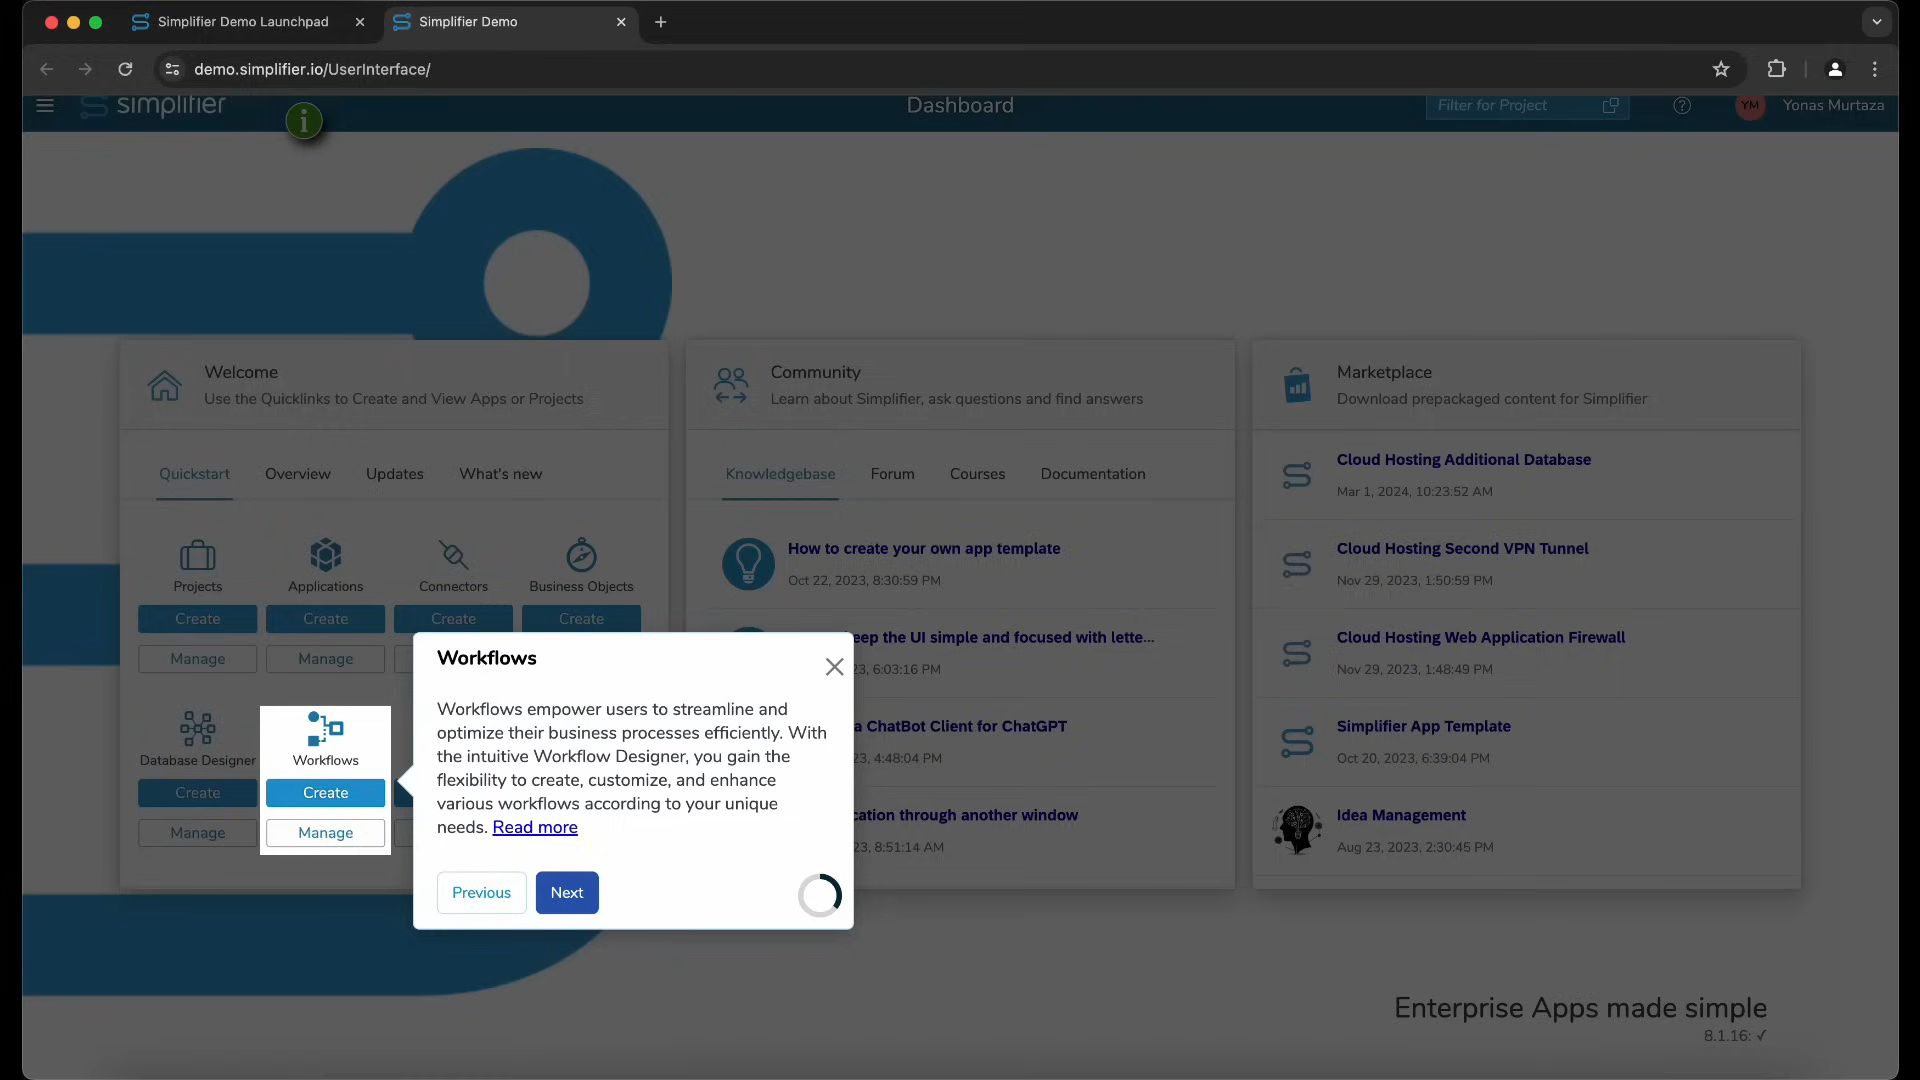 Simplifier Demo Launchpad
Simplifier Demo
demo.simplifier.io/UserInterface/
simplifier
i
Dashboard
Filter for Project
YM
Yonas Murtaza
Welcome
Use the Quicklinks to Create and View Apps or Projects
Quickstart Overview Updates What's new
Projects Applications Connectors Business Objects
Create Create Create Create
Manage Manage
Database Designer Workflows
Create Create
Manage Manage
Workflows
Workflows empower users to streamline and
optimize their business processes efficiently. With
the intuitive Workflow Designer, you gain the
flexibility to create, customize, and enhance
various workflows according to your unique
needs. Read more
Previous Next
Community
Learn about Simplifier, ask questions and find answers
Knowledgebase Forum Courses Documentation
How to create your own app template
Oct 22, 2023, 8:30:59 PM
eep the UI simple and focused with lette...
23, 6:03:16 PM
a ChatBot Client for ChatGPT
23, 4:48:04 PM
cation through another window
23, 8:51:14 AM
Marketplace
Download prepackaged content for Simplifier
Cloud Hosting Additional Database
Mar 1, 2024, 10:23:52 AM
Cloud Hosting Second VPN Tunnel
Nov 29, 2023, 1:50:59 PM
Cloud Hosting Web Application Firewall
Nov 29, 2023, 1:48:49 PM
Simplifier App Template
Oct 20, 2023, 6:39:04 PM
Idea Management
Aug 23, 2023, 2:30:45 PM
Enterprise Apps made simple
8.1.16: ✓